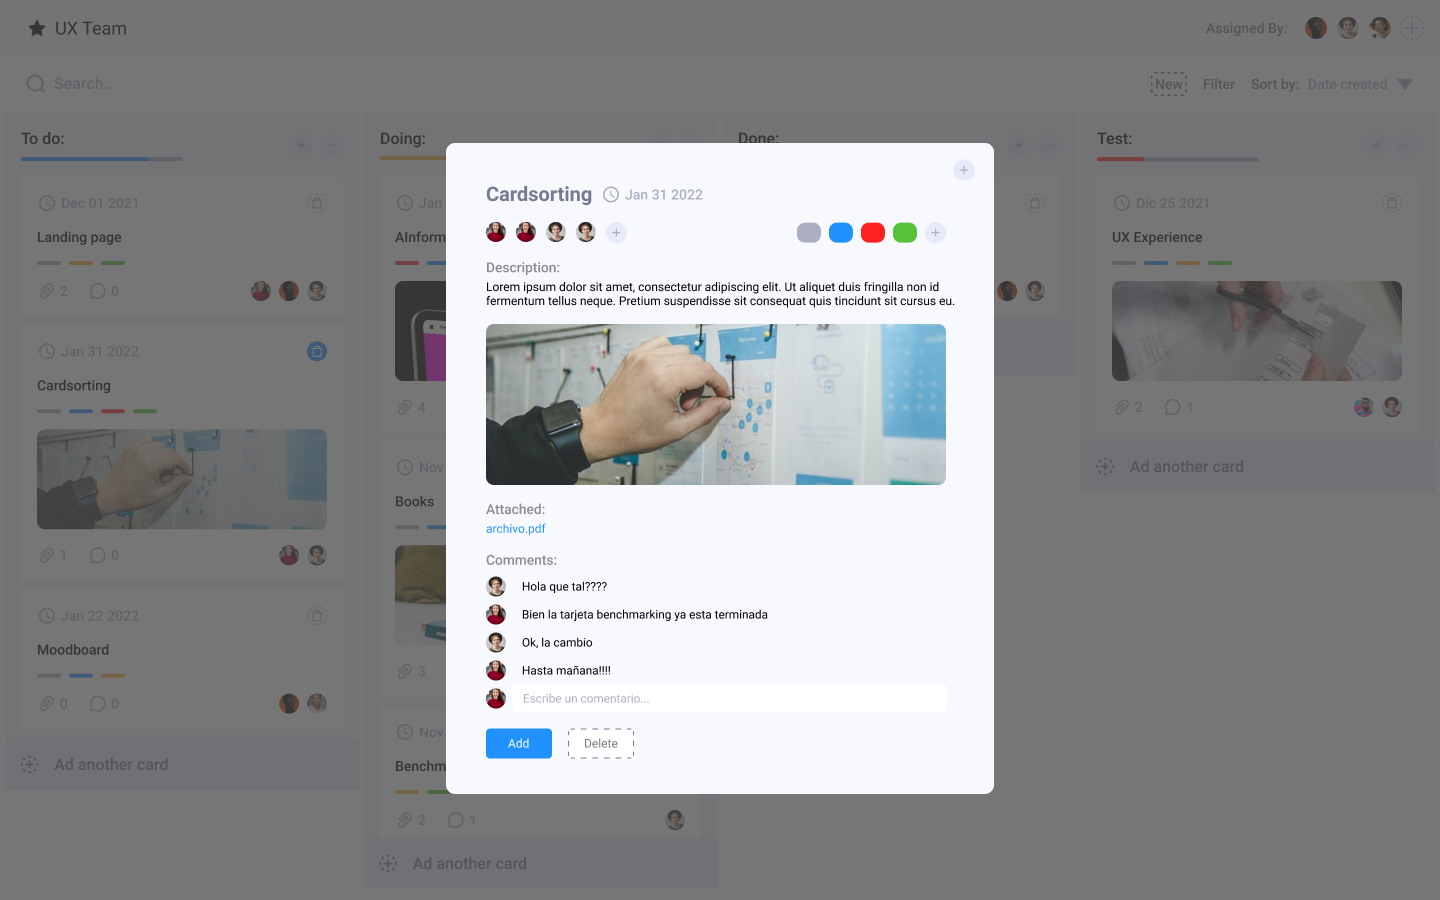 UX Team
Assigned By:
Search...
New
Filter
Sort by:
Date created
To do:
Doing:
Done:
Test:
Dec 01 2021
Landing page
2
0
Jan 31 2022
Cardsorting
1
0
Jan 22 2022
Moodboard
0
0
Ad another card
Jan
AInform
4
Nov
Books
3
Nov
Benchm
2
1
Ad another card
Dic 25 2021
UX Experience
2
1
Ad another card
Cardsorting
Jan 31 2022
Description:
Lorem ipsum dolor sit amet, consectetur adipiscing elit. Ut aliquet duis fringilla non id
fermentum tellus neque. Pretium suspendisse sit consequat quis tincidunt sit cursus eu.
Attached:
archivo.pdf
Comments:
Hola que tal????
Bien la tarjeta benchmarking ya esta terminada
Ok, la cambio
Hasta mañana!!!!
Escribe un comentario...
Add
Delete